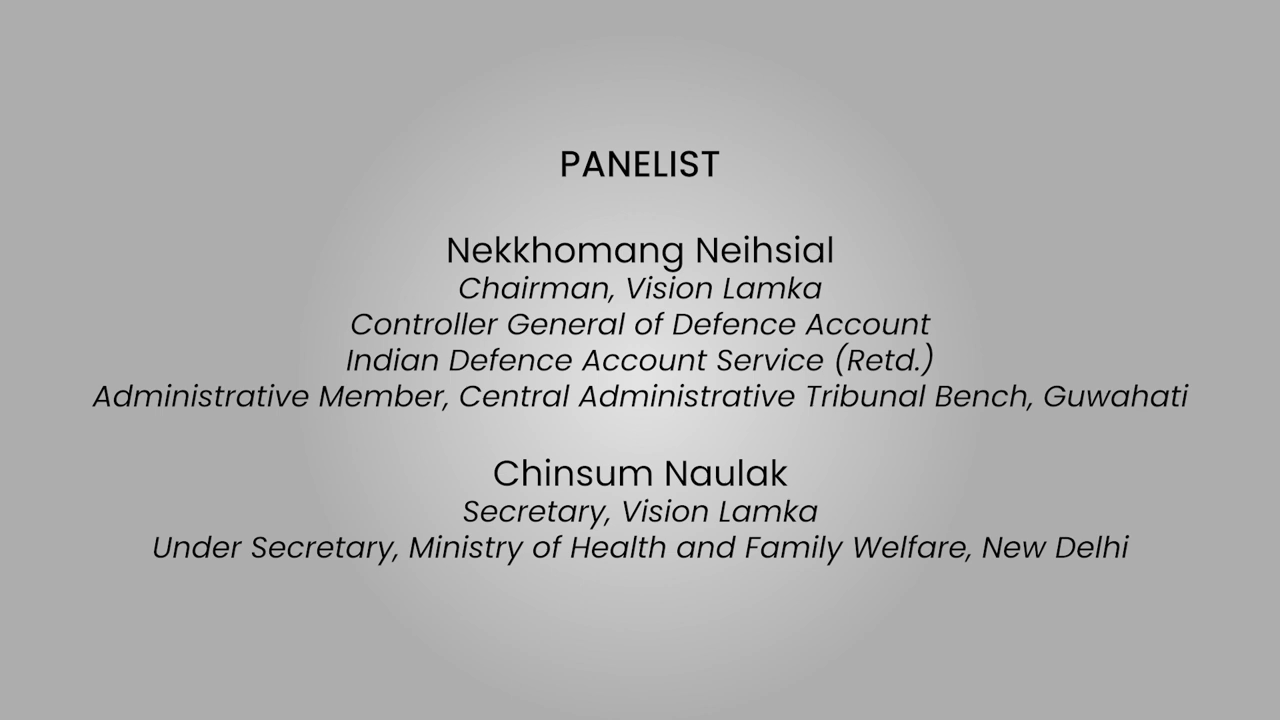 PANELIST
Nekkhomang Neihsial
Chairman, Vision Lamka
Controller General of Defence Account
Indian Defence Account Service (Retd.)
Administrative Member, Central Administrative Tribunal Bench, Guwahati
Chinsum Naulak
Secretary, Vision Lamka
Under Secretary, Ministry of Health and Family Welfare, New Delhi